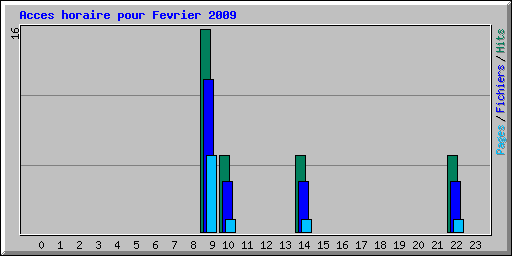 Acces horaire pour Fevrier 2009
16
Pages / Fichiers / Hits
0 1 2 3 4 5 6 7 8 9 10 11 12 13 14 15 16 17 18 19 20 21 22 23